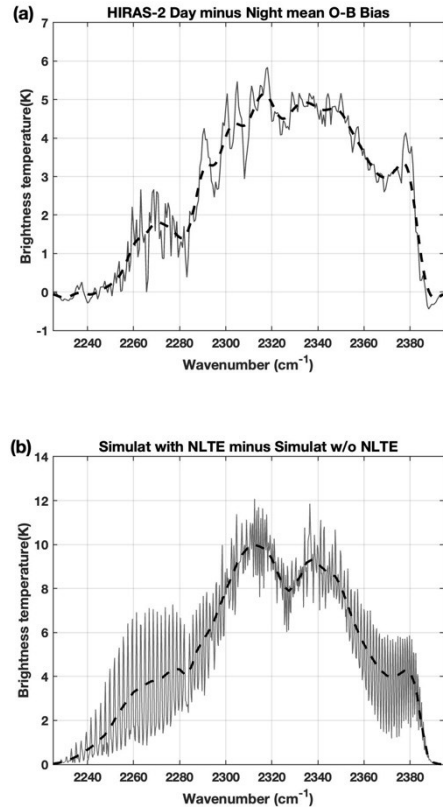 (a)
HIRAS-2 Day minus Night mean O-B Bias
7
6
5
4
3
2
1
0
-1
Brightness temperature(K)
2240 2260 2280 2300 2320 2340 2360 2380
Wavenumber (cm⁻¹)
(b)
Simulat with NLTE minus Simulat w/o NLTE
14
12
10
8
6
4
2
0
Brightness temperature(K)
2240 2260 2280 2300 2320 2340 2360 2380
Wavenumber (cm⁻¹)